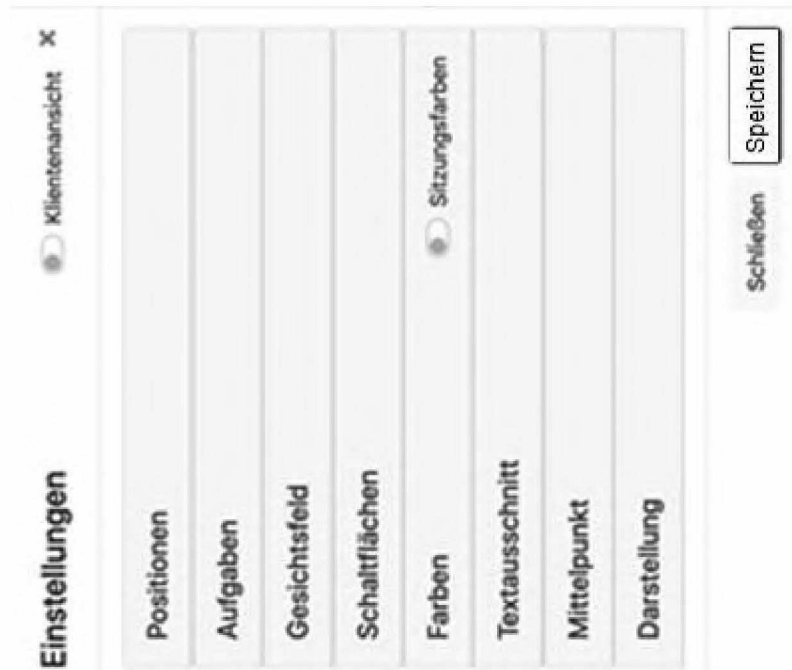 Einstellungen Klientenansicht ×
Positionen
Aufgaben
Gesichtsfeld
Schaltflächen
Farben Sitzungsfarben
Textausschnitt
Mittelpunkt
Darstellung
Schließen Speichern